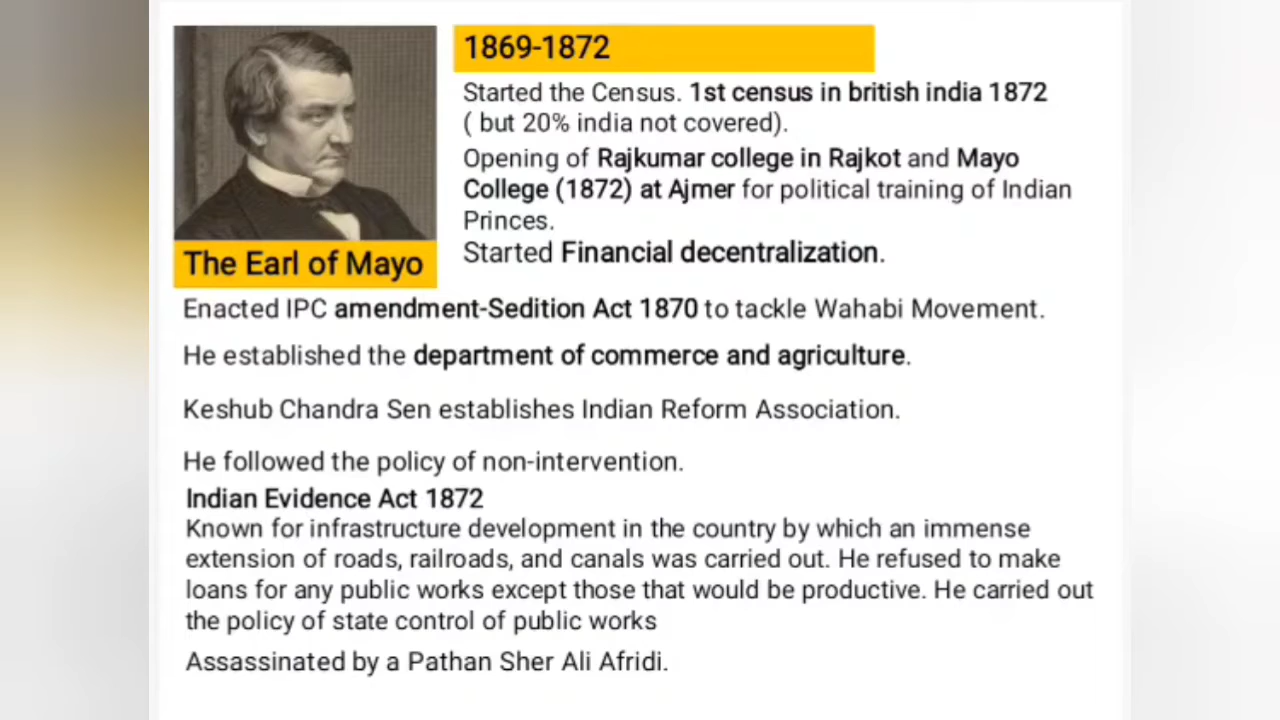 1869-1872
Started the Census. 1st census in british india 1872
( but 20% india not covered).
Opening of Rajkumar college in Rajkot and Mayo
College (1872) at Ajmer for political training of Indian
Princes.
Started Financial decentralization.
The Earl of Mayo
Enacted IPC amendment-Sedition Act 1870 to tackle Wahabi Movement.
He established the department of commerce and agriculture.
Keshub Chandra Sen establishes Indian Reform Association.
He followed the policy of non-intervention.
Indian Evidence Act 1872
Known for infrastructure development in the country by which an immense
extension of roads, railroads, and canals was carried out. He refused to make
loans for any public works except those that would be productive. He carried out
the policy of state control of public works
Assassinated by a Pathan Sher Ali Afridi.